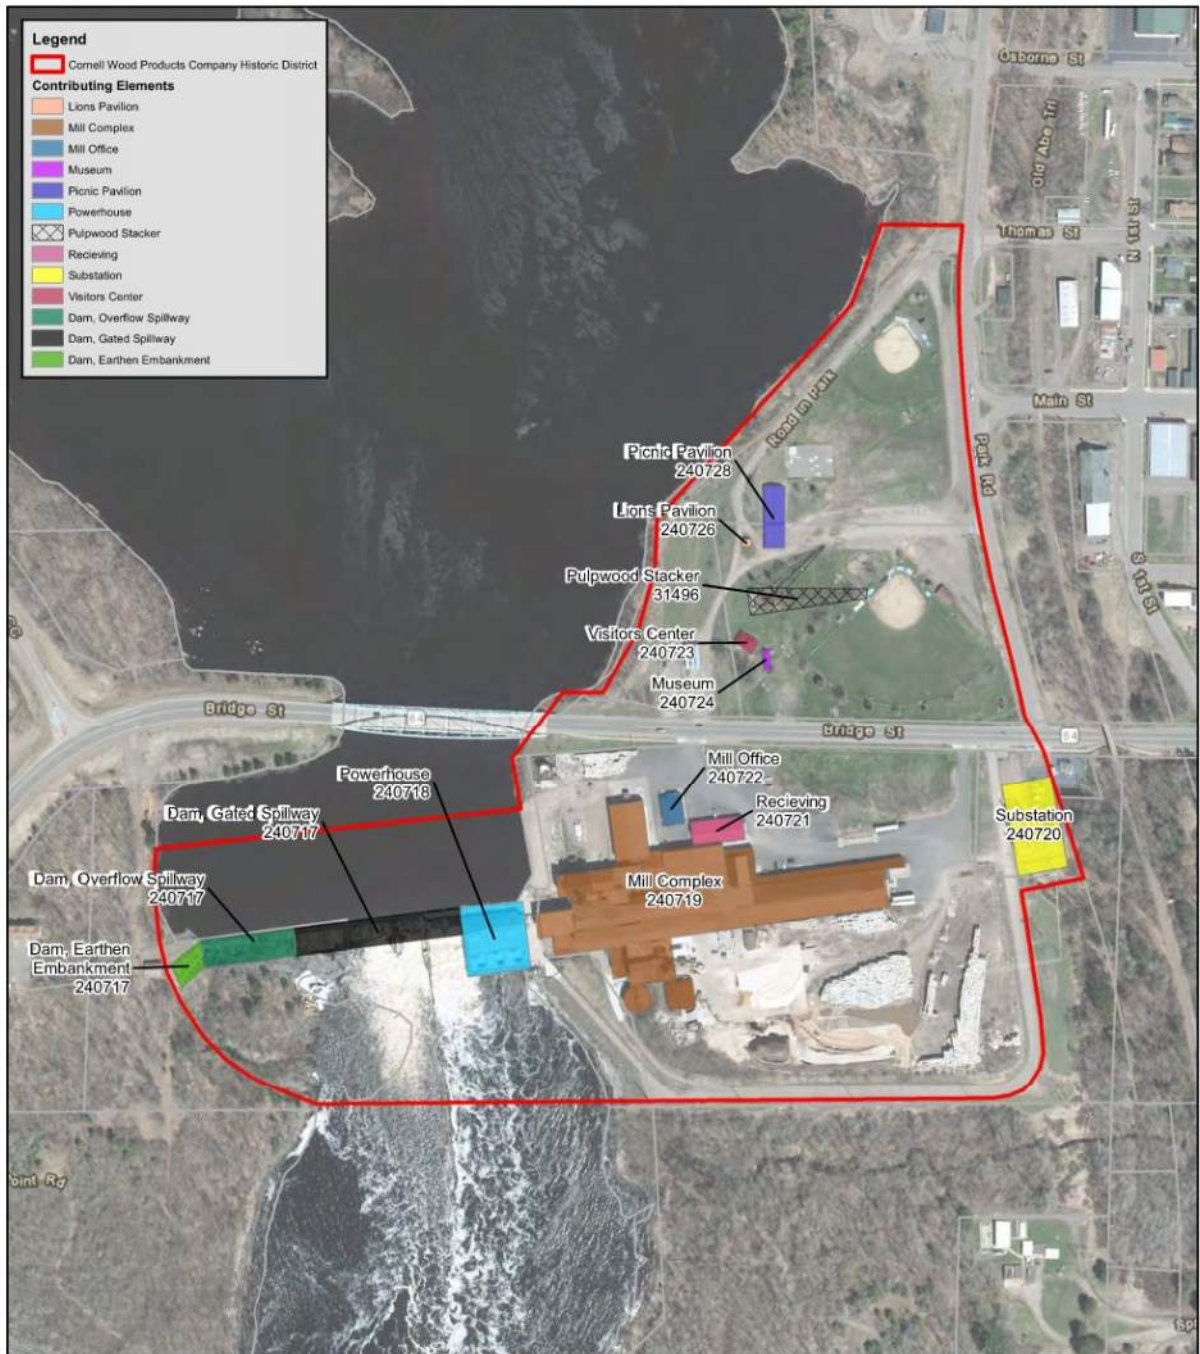 Legend
Cornell Wood Products Company Historic District
Contributing Elements
Lions Pavilion
Mill Complex
Mill Office
Museum
Picnic Pavilion
Powerhouse
Pulpwood Stacker
Recieving
Substation
Visitors Center
Dam, Overflow Spillway
Dam, Gated Spillway
Dam, Earthen Embankment
Osborne St
Old Abe Trl
N 1st St
Thomas St
Main St
Road in Park
Park Rd
S 1st St
Picnic Pavilion
240728
Lions Pavilion
240726
Pulpwood Stacker
31496
Visitors Center
240723
Museum
240724
CC
Bridge St
64
Bridge St
64
Mill Office
240722
Powerhouse
240718
Recieving
240721
Dam, Gated Spillway
240717
Substation
240720
Dam, Overflow Spillway
240717
Mill Complex
240719
Dam, Earthen
Embankment
240717
oint Rd